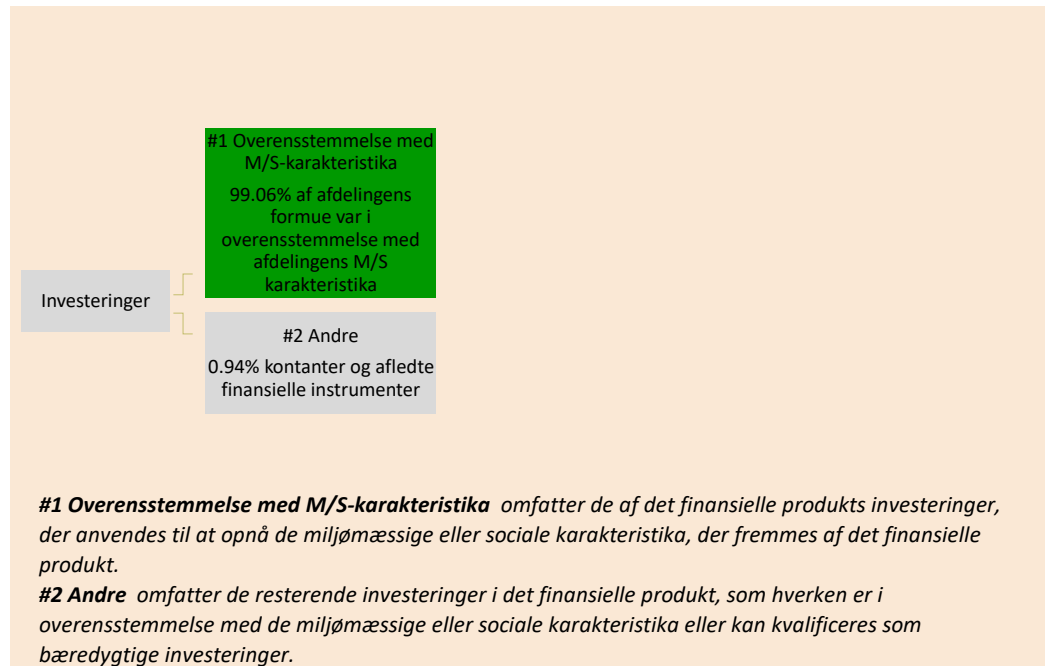 #1 Overensstemmelse med
M/S-karakteristika
99.06% af afdelingens
formue var i
overensstemmelse med
afdelingens M/S
karakteristika
Investeringer
#2 Andre
0.94% kontanter og afledte
finansielle instrumenter
#1 Overensstemmelse med M/S-karakteristika omfatter de af det finansielle produkts investeringer,
der anvendes til at opnå de miljømæssige eller sociale karakteristika, der fremmes af det finansielle
produkt.
#2 Andre omfatter de resterende investeringer i det finansielle produkt, som hverken er i
overensstemmelse med de miljømæssige eller sociale karakteristika eller kan kvalificeres som
bæredygtige investeringer.